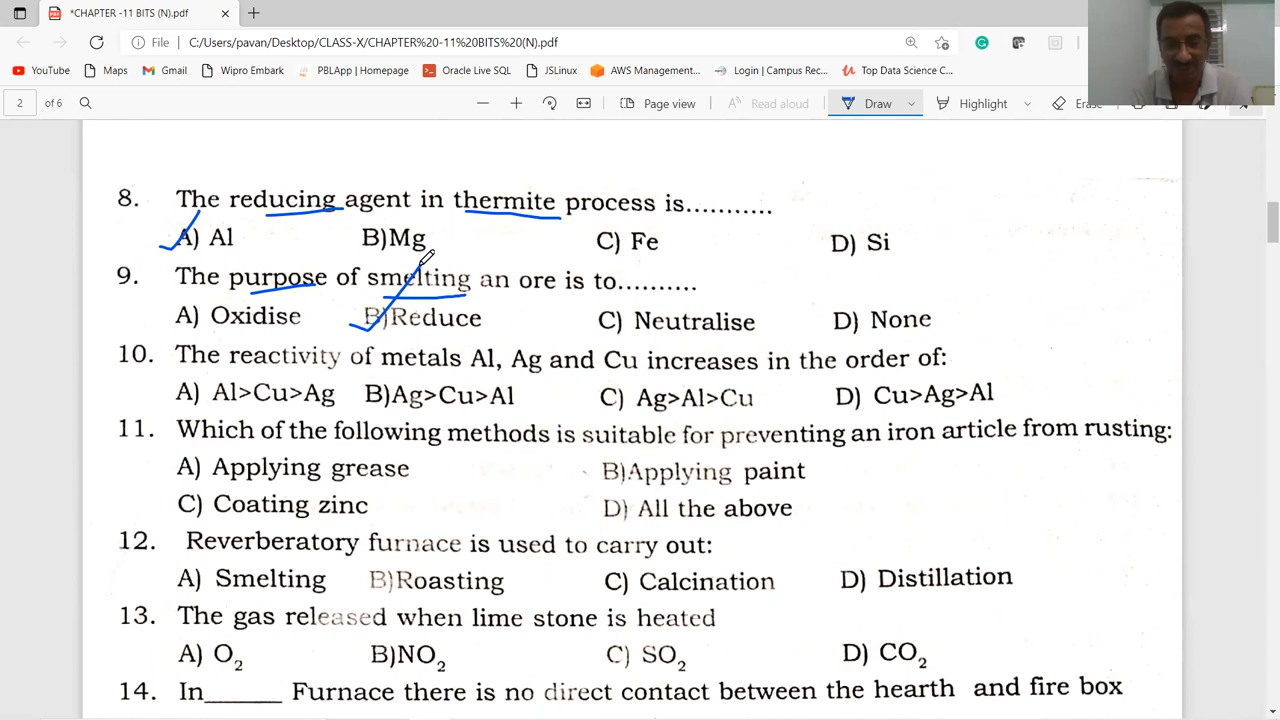 *CHAPTER -11 BITS (N).pdf
File C:/Users/pavan/Desktop/CLASS-X/CHAPTER%20-11%20BITS%20(N).pdf
YouTube Maps Gmail Wipro Embark PBLApp | Homepage Oracle Live SQL JSLinux AWS Management... Login | Campus Rec... Top Data Science C...
2 of 6 Page view Read aloud Draw Highlight Erase
8. The reducing agent in thermite process is...........
A) Al B)Mg C) Fe D) Si
9. The purpose of smelting an ore is to..........
A) Oxidise B)Reduce C) Neutralise D) None
10. The reactivity of metals Al, Ag and Cu increases in the order of:
A) Al>Cu>Ag B)Ag>Cu>Al C) Ag>Al>Cu D) Cu>Ag>Al
11. Which of the following methods is suitable for preventing an iron article from rusting:
A) Applying grease B)Applying paint
C) Coating zinc D) All the above
12. Reverberatory furnace is used to carry out:
A) Smelting B)Roasting C) Calcination D) Distillation
13. The gas released when lime stone is heated
A) O2 B)NO2 C) SO2 D) CO2
14. In______ Furnace there is no direct contact between the hearth and fire box